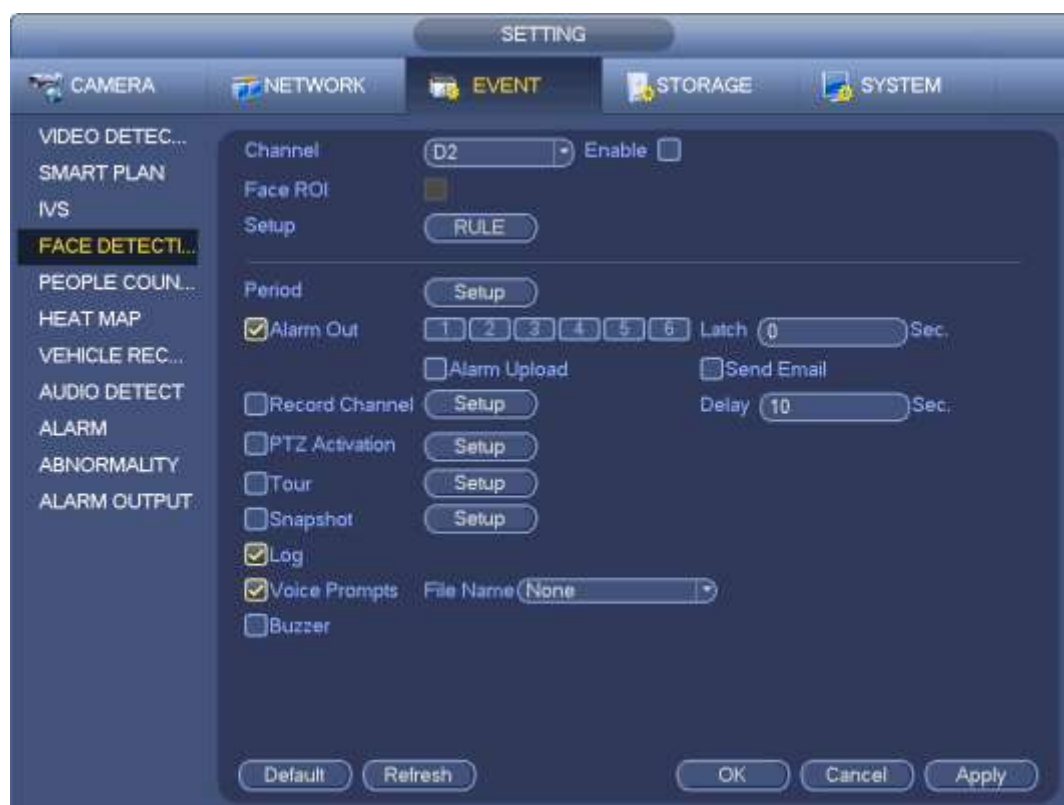 SETTING
CAMERA NETWORK EVENT STORAGE SYSTEM
VIDEO DETEC...
SMART PLAN
IVS
FACE DETECTI...
PEOPLE COUN...
HEAT MAP
VEHICLE REC...
AUDIO DETECT
ALARM
ABNORMALITY
ALARM OUTPUT
Channel D2 Enable
Face ROI
Setup RULE
Period Setup
Alarm Out 1 2 3 4 5 6 Latch 0 Sec.
Alarm Upload Send Email
Record Channel Setup Delay 10 Sec.
PTZ Activation Setup
Tour Setup
Snapshot Setup
Log
Voice Prompts File Name None
Buzzer
Default Refresh OK Cancel Apply